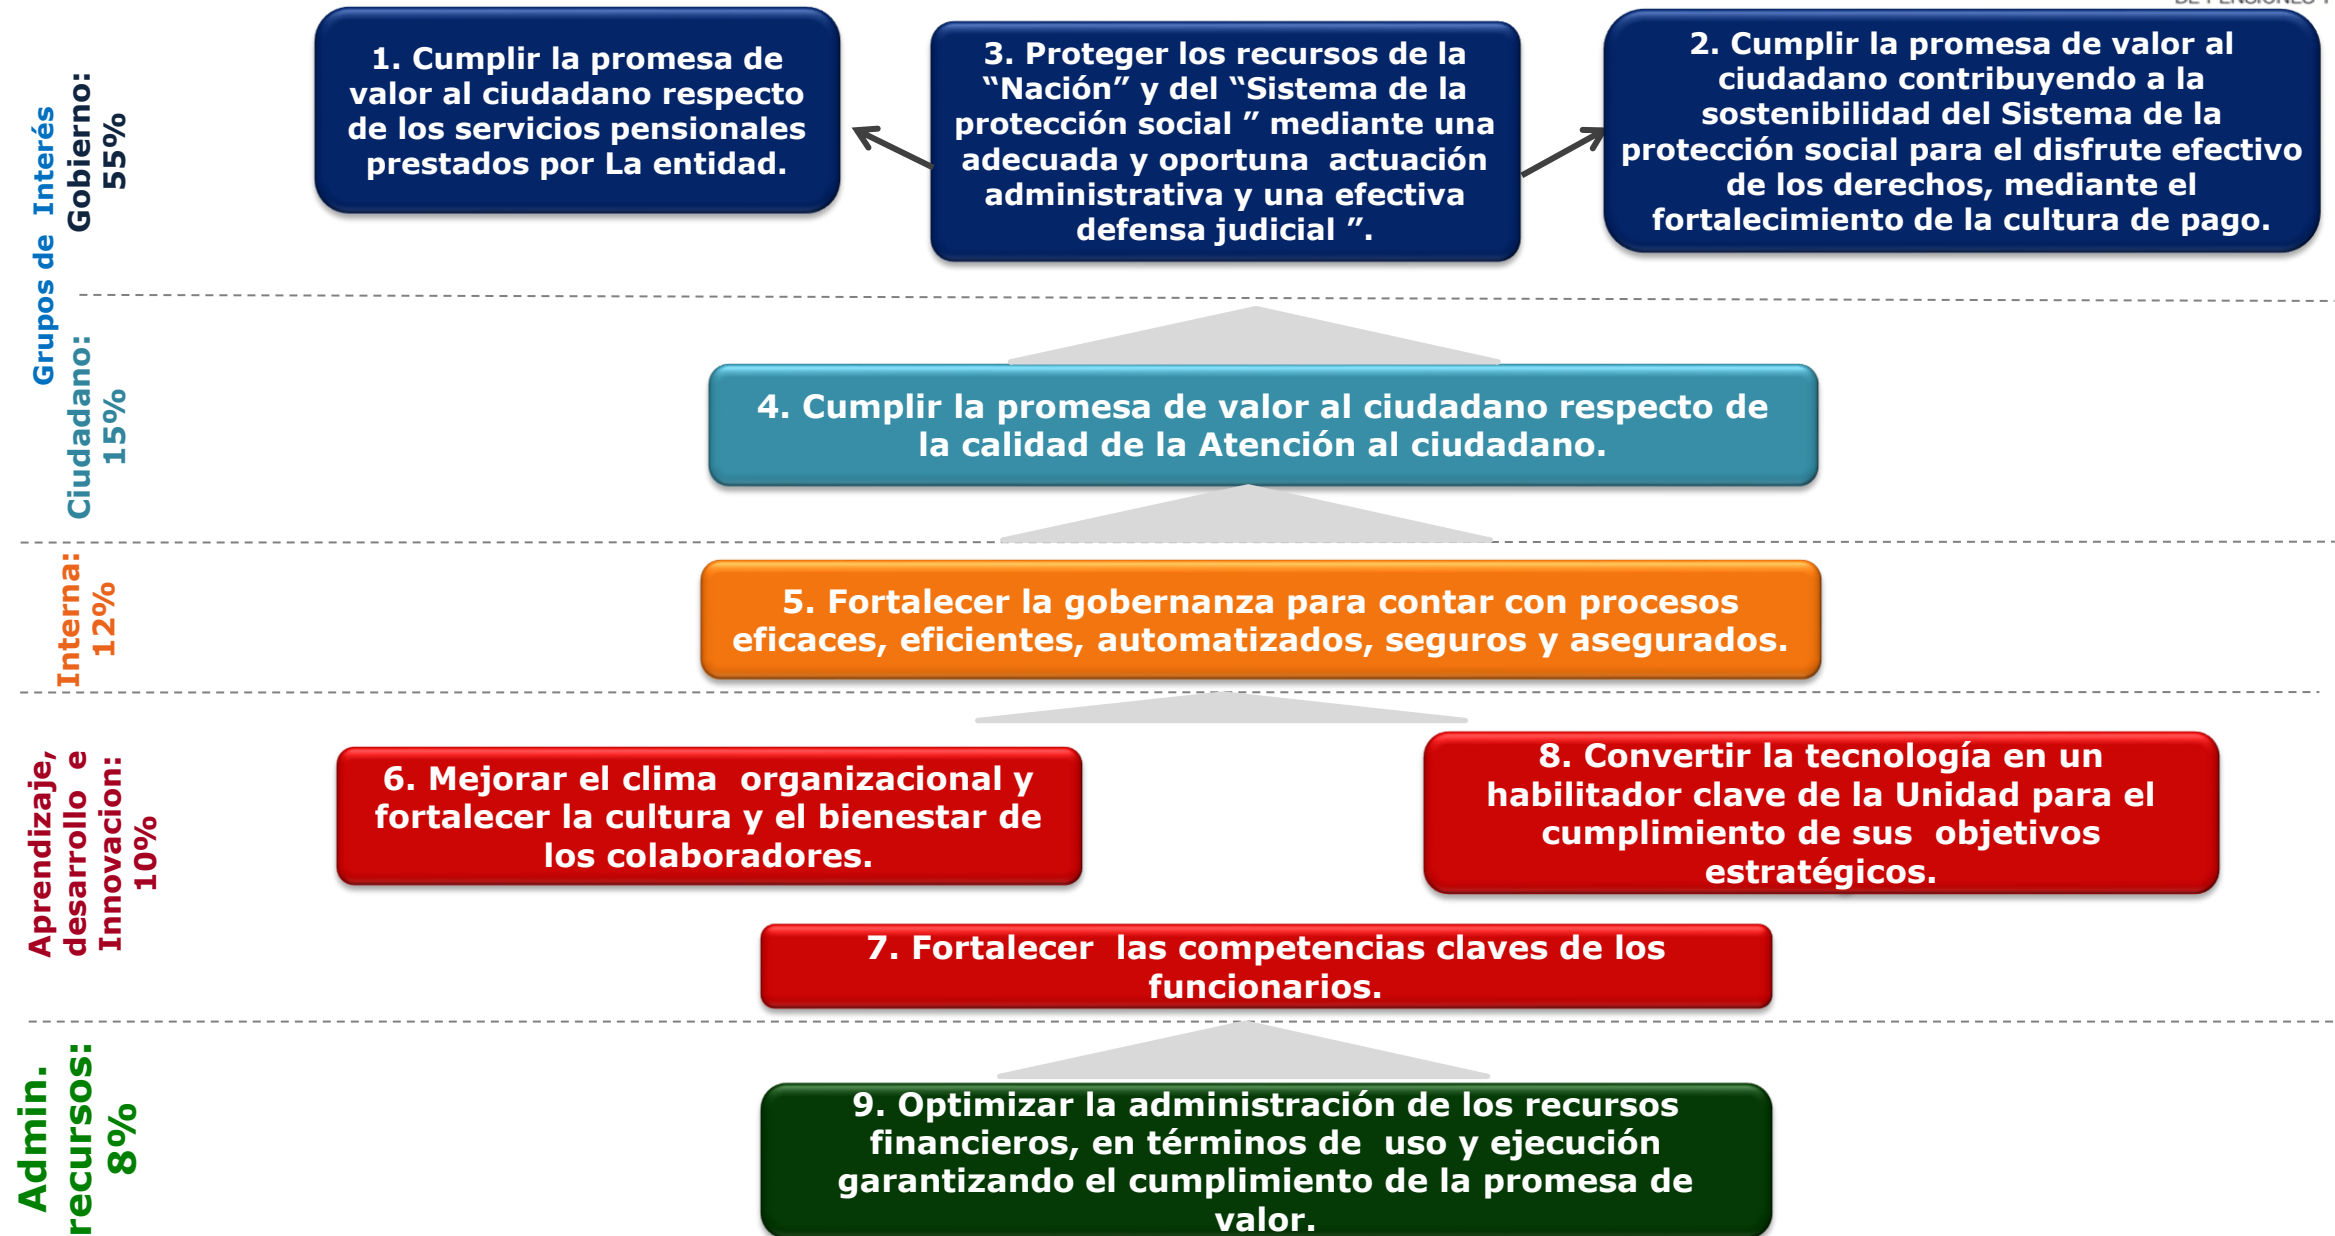 DE PENSIONES Y
Grupos de Interés
Gobierno:
55%
1. Cumplir la promesa de
valor al ciudadano respecto
de los servicios pensionales
prestados por La entidad.
3. Proteger los recursos de la
“Nación” y del “Sistema de la
protección social ” mediante una
adecuada y oportuna actuación
administrativa y una efectiva
defensa judicial ”.
2. Cumplir la promesa de valor al
ciudadano contribuyendo a la
sostenibilidad del Sistema de la
protección social para el disfrute efectivo
de los derechos, mediante el
fortalecimiento de la cultura de pago.
Ciudadano:
15%
4. Cumplir la promesa de valor al ciudadano respecto de
la calidad de la Atención al ciudadano.
Interna:
12%
5. Fortalecer la gobernanza para contar con procesos
eficaces, eficientes, automatizados, seguros y asegurados.
Aprendizaje,
desarrollo e
Innovacion:
10%
6. Mejorar el clima organizacional y
fortalecer la cultura y el bienestar de
los colaboradores.
8. Convertir la tecnología en un
habilitador clave de la Unidad para el
cumplimiento de sus objetivos
estratégicos.
7. Fortalecer las competencias claves de los
funcionarios.
Admin.
recursos:
8%
9. Optimizar la administración de los recursos
financieros, en términos de uso y ejecución
garantizando el cumplimiento de la promesa de
valor.